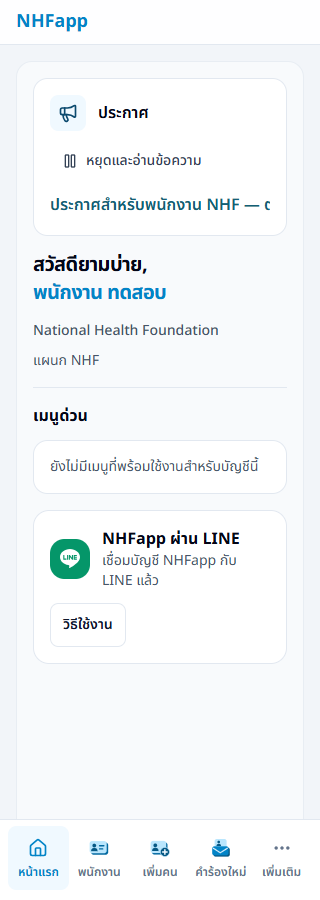 NHFapp
ประกาศ
หยุดและอ่านข้อความ
ประกาศสำหรับพนักงาน NHF —
สวัสดียามบ่าย,
พนักงาน ทดสอบ
National Health Foundation
แผนก NHF
เมนูด่วน
ยังไม่มีเมนูที่พร้อมใช้งานสำหรับบัญชีนี้
LINE
NHFapp ผ่าน LINE
เชื่อมบัญชี NHFapp กับ
LINE แล้ว
วิธีใช้งาน
หน้าแรก
พนักงาน
เพิ่มคน
คำร้องใหม่
เพิ่มเติม